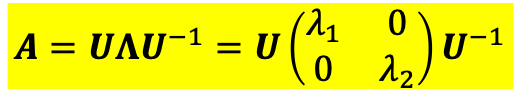 A = UΛU⁻¹ = U(λ₁ 0
0 λ₂)U⁻¹